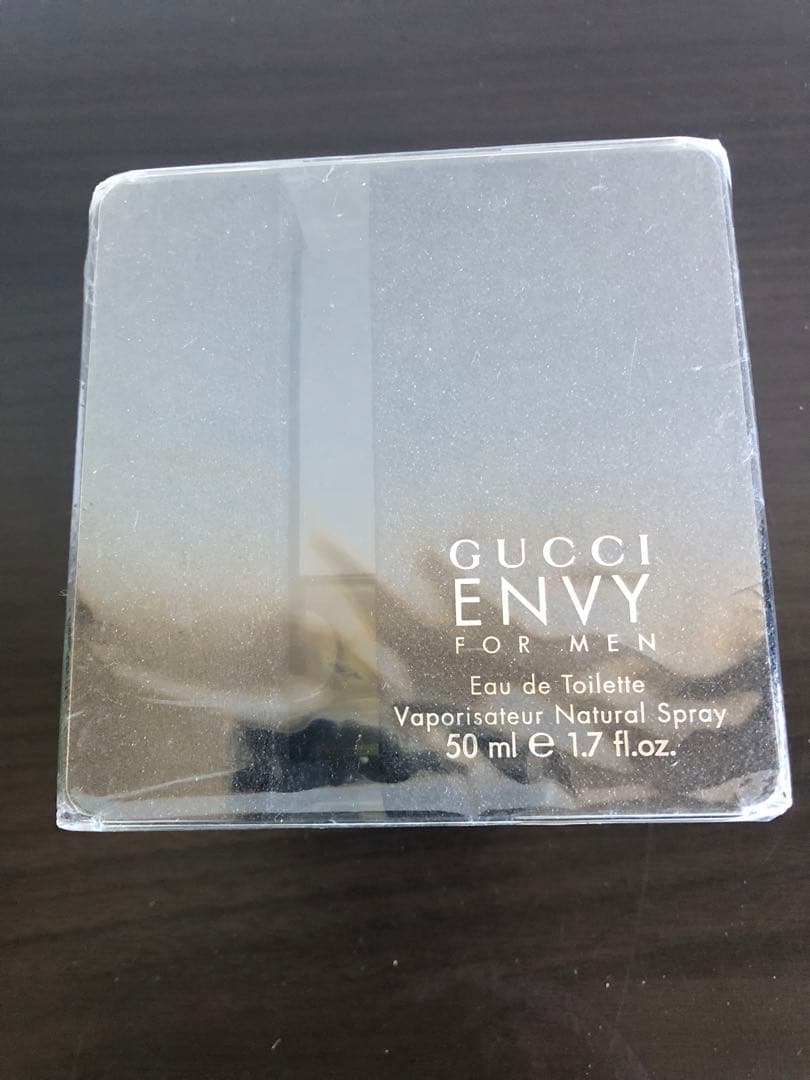 GUCCI
ENVY
FOR MEN
Eau de Toilette
Vaporisateur Natural Spray
50 ml ℮ 1.7 fl.oz.